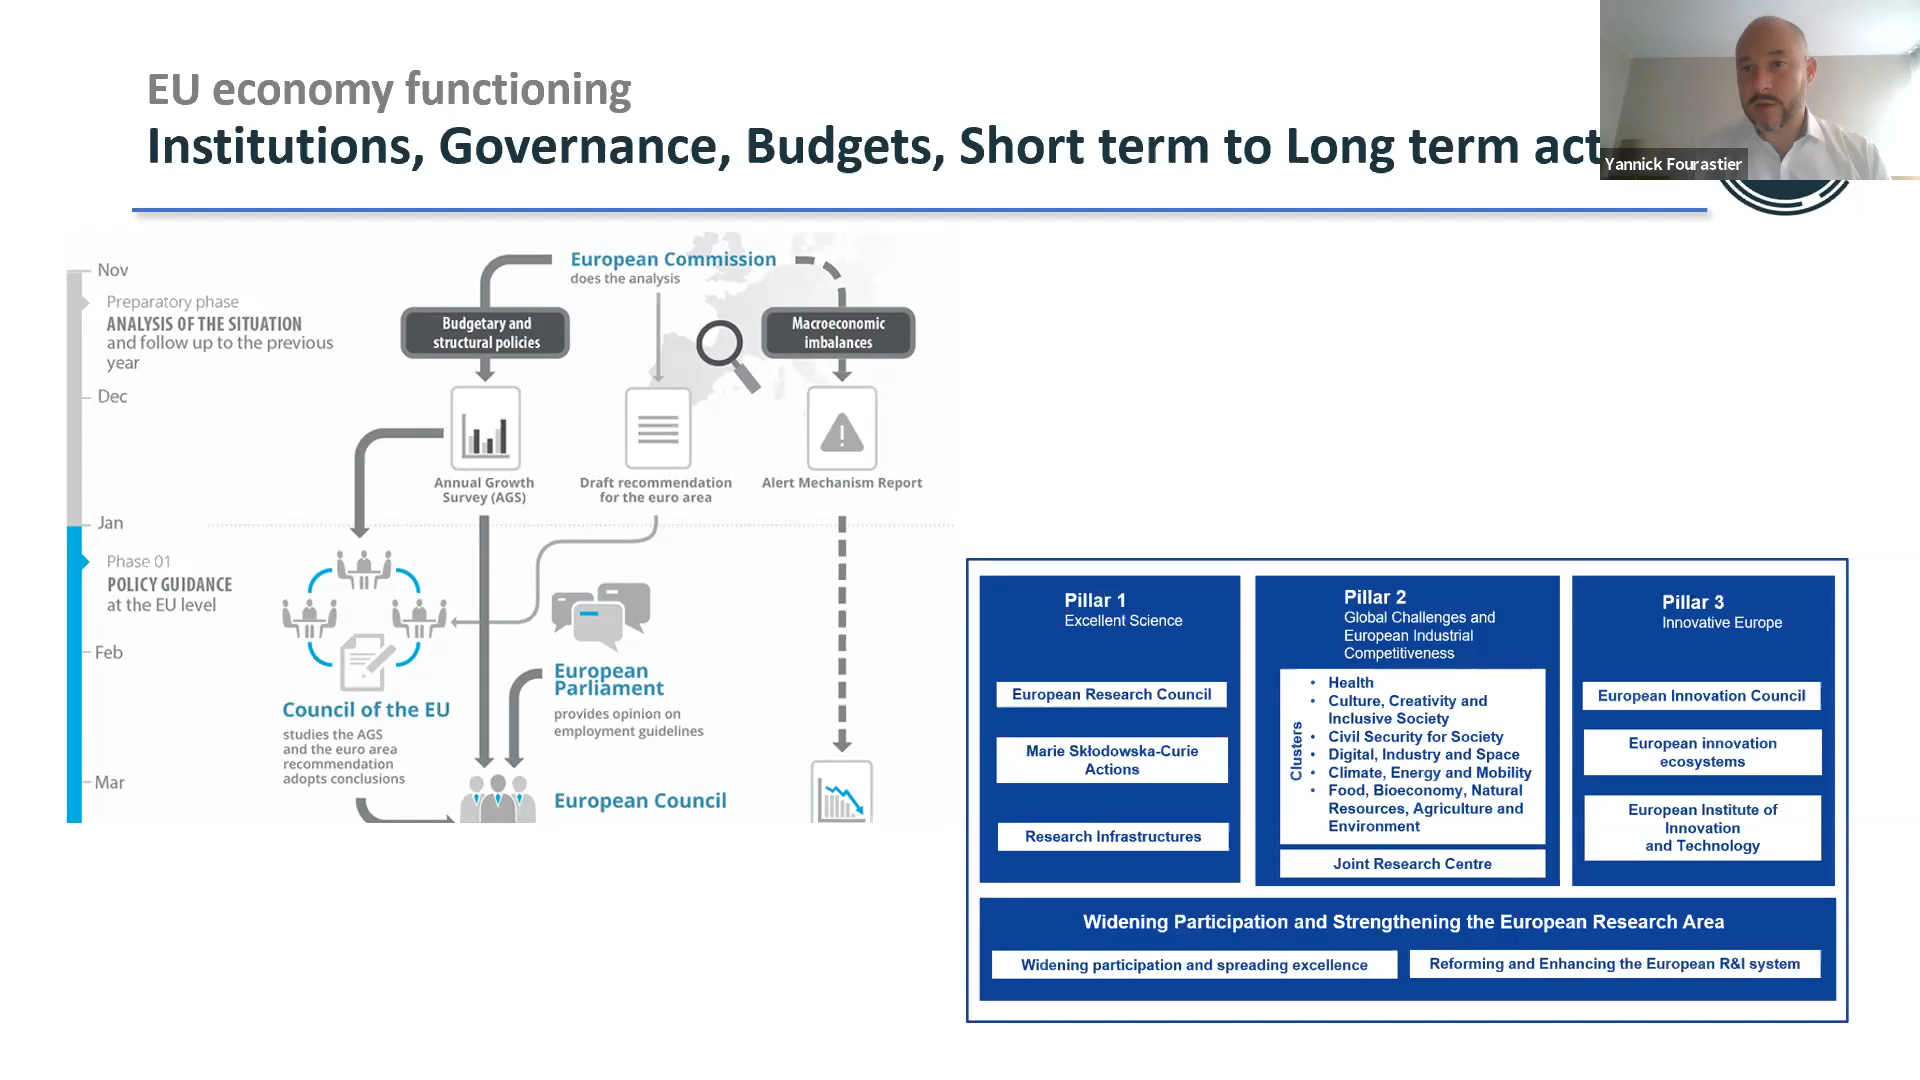 EU economy functioning
Institutions, Governance, Budgets, Short term to Long term act
Yannick Fourastier
Nov
Preparatory phase
ANALYSIS OF THE SITUATION
and follow up to the previous
year
Dec
Jan
Phase 01
POLICY GUIDANCE
at the EU level
Feb
Mar
European Commission
does the analysis
Budgetary and
structural policies
Macroeconomic
imbalances
Annual Growth
Survey (AGS)
Draft recommendation
for the euro area
Alert Mechanism Report
Council of the EU
studies the AGS
and the euro area
recommendation
adopts conclusions
European
Parliament
provides opinion on
employment guidelines
European Council
Pillar 1
Excellent Science
European Research Council
Marie Skłodowska-Curie
Actions
Research Infrastructures
Pillar 2
Global Challenges and
European Industrial
Competitiveness
Clusters
• Health
• Culture, Creativity and
Inclusive Society
• Civil Security for Society
• Digital, Industry and Space
• Climate, Energy and Mobility
• Food, Bioeconomy, Natural
Resources, Agriculture and
Environment
Joint Research Centre
Pillar 3
Innovative Europe
European Innovation Council
European innovation
ecosystems
European Institute of
Innovation
and Technology
Widening Participation and Strengthening the European Research Area
Widening participation and spreading excellence
Reforming and Enhancing the European R&I system